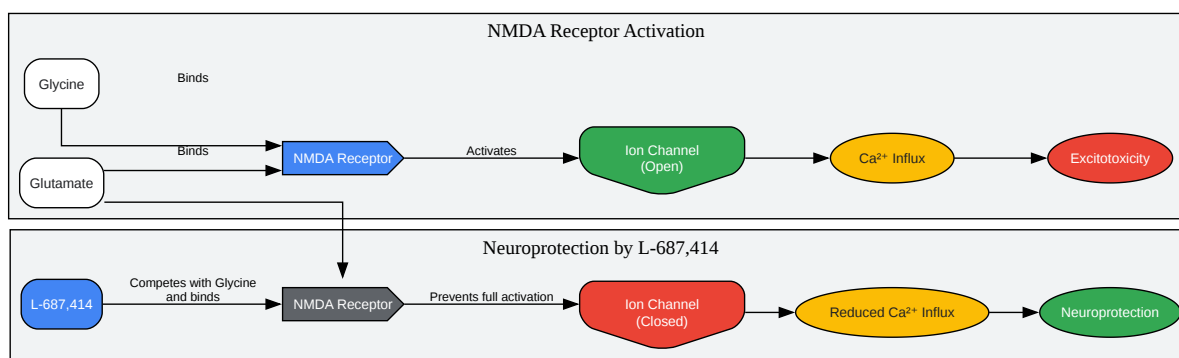 NMDA Receptor Activation
Glycine
Binds
Binds
NMDA Receptor
Activates
Ion Channel
(Open)
Ca²⁺ Influx
Excitotoxicity
Glutamate
Neuroprotection by L-687,414
L-687,414
Competes with Glycine
and binds
NMDA Receptor
Prevents full activation
Ion Channel
(Closed)
Reduced Ca²⁺ Influx
Neuroprotection